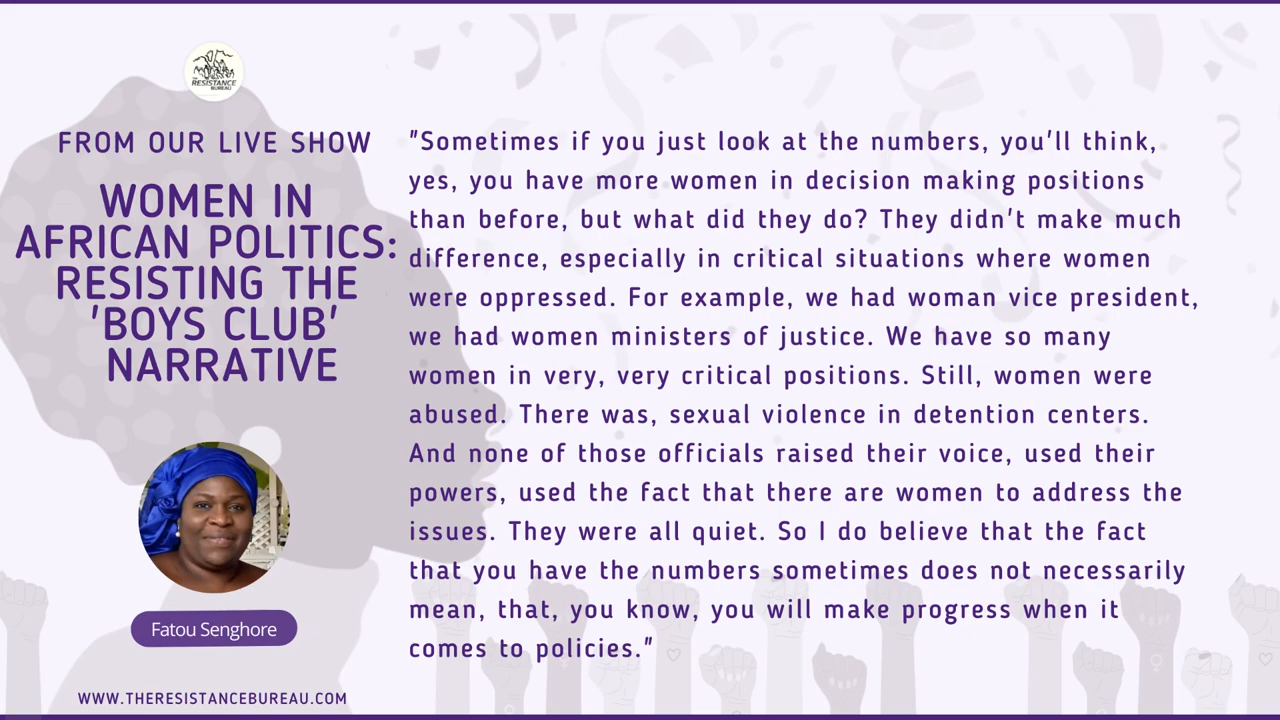 THE
RESISTANCE
BUREAU
FROM OUR LIVE SHOW
WOMEN IN
AFRICAN POLITICS:
RESISTING THE
'BOYS CLUB'
NARRATIVE
Fatou Senghore
WWW.THERESISTANCEBUREAU.COM
"Sometimes if you just look at the numbers, you'll think,
yes, you have more women in decision making positions
than before, but what did they do? They didn't make much
difference, especially in critical situations where women
were oppressed. For example, we had woman vice president,
we had women ministers of justice. We have so many
women in very, very critical positions. Still, women were
abused. There was, sexual violence in detention centers.
And none of those officials raised their voice, used their
powers, used the fact that there are women to address the
issues. They were all quiet. So I do believe that the fact
that you have the numbers sometimes does not necessarily
mean, that, you know, you will make progress when it
comes to policies."